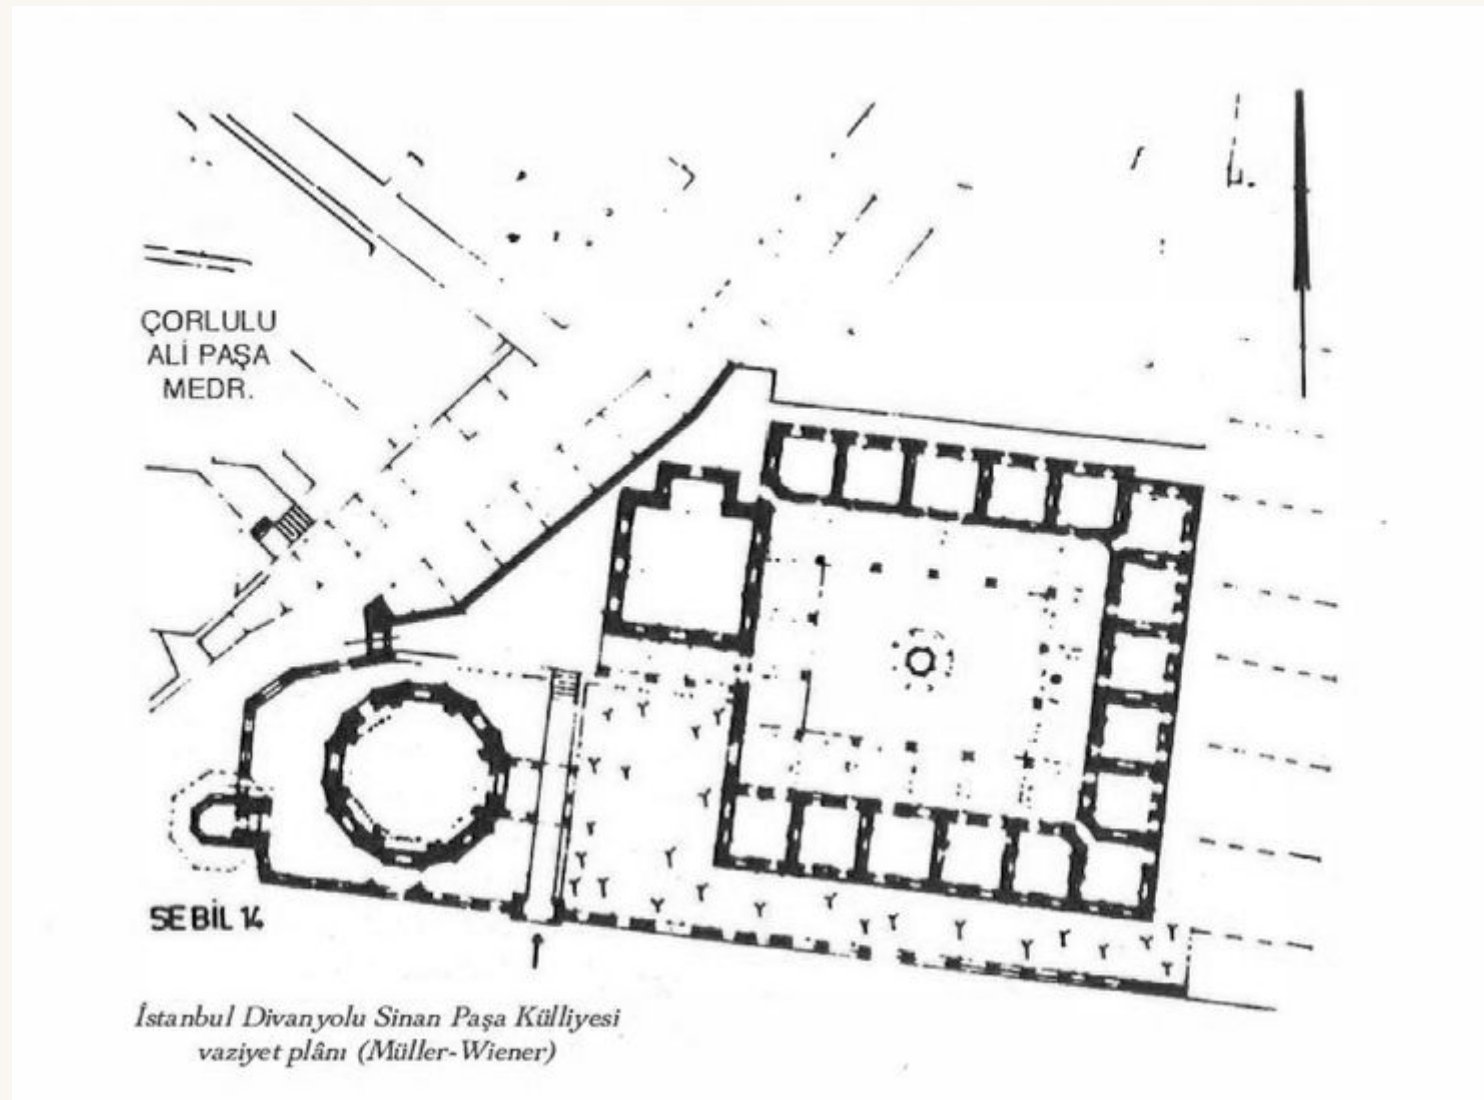 ÇORLULU
ALİ PAŞA
MEDR.
SEBİL 14
İstanbul Divanyolu Sinan Paşa Külliyesi
vaziyet plânı (Müller-Wiener)